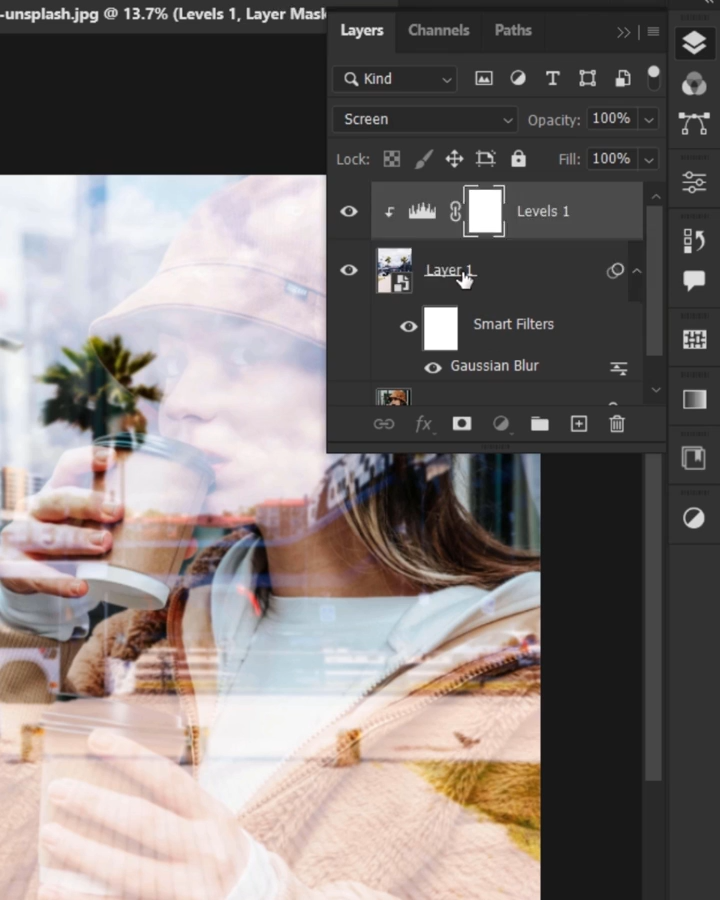 -unsplash.jpg @ 13.7% (Levels 1, Layer Mask
Layers Channels Paths
Kind
Screen Opacity: 100%
Lock: Fill: 100%
Levels 1
Layer 1
Smart Filters
Gaussian Blur
fx